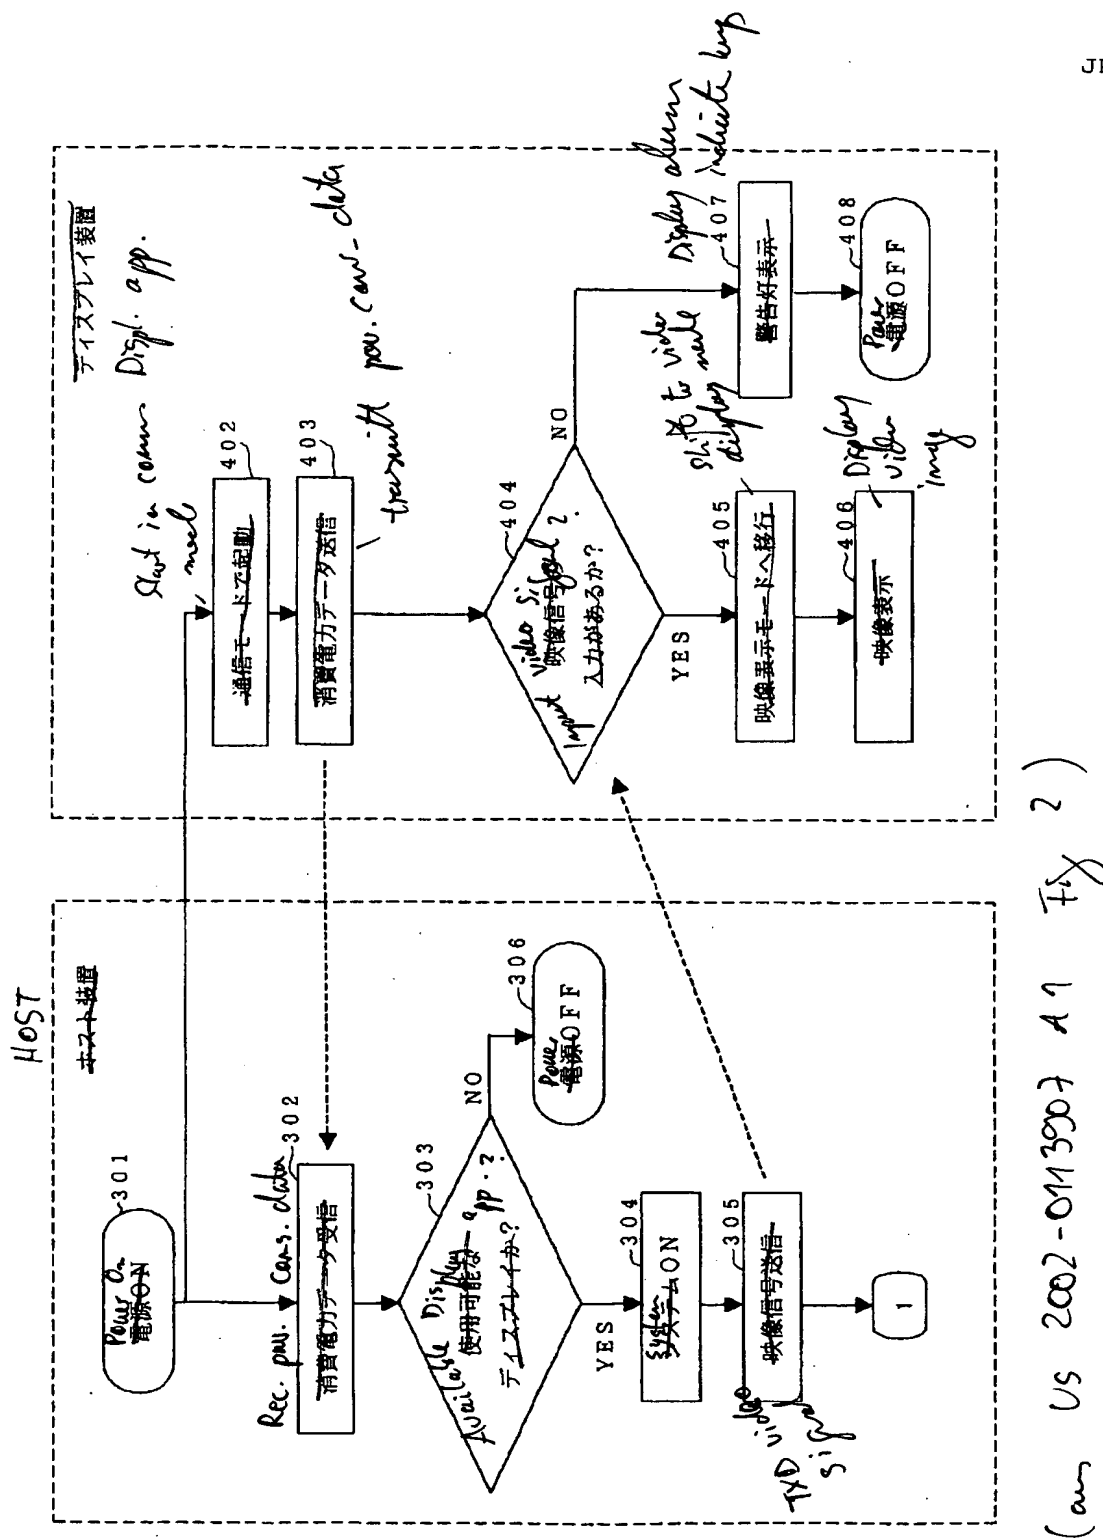 JP
HOST
ホスト装置
Power On
電源ON
301
Rec. pow. cons. data
消費電力データ受信
302
Available Display app.?
使用可能な
ディスプレイか?
303
NO
YES
Power
電源OFF
306
System
システムON
304
TXD video signal
映像信号送信
305
1
ディスプレイ装置
Displ. app.
Start in comm mode
通信モードで起動
402
消費電力データ送信
403
transmitt pow. cons. data
Input video signal?
映像信号の
入力があるか?
404
NO
YES
Shift to video display mode
映像表示モードへ移行
405
Display video image
映像表示
406
Display alarm indicate lamp
警告灯表示
407
Power
電源OFF
408
US 2002-0113907 A1 Fig 2)